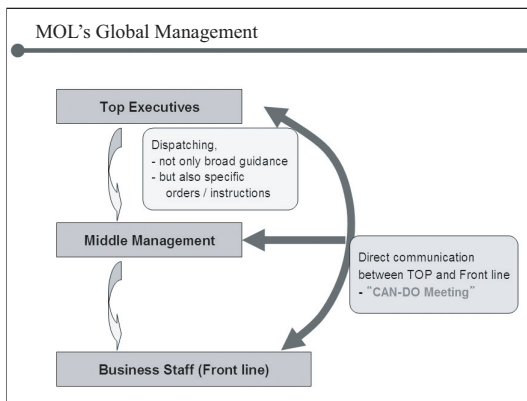 MOL's Global Management
Top Executives
Dispatching,
- not only broad guidance
- but also specific
orders / instructions
Middle Management
Direct communication
between TOP and Front line
- "CAN-DO Meeting"
Business Staff (Front line)